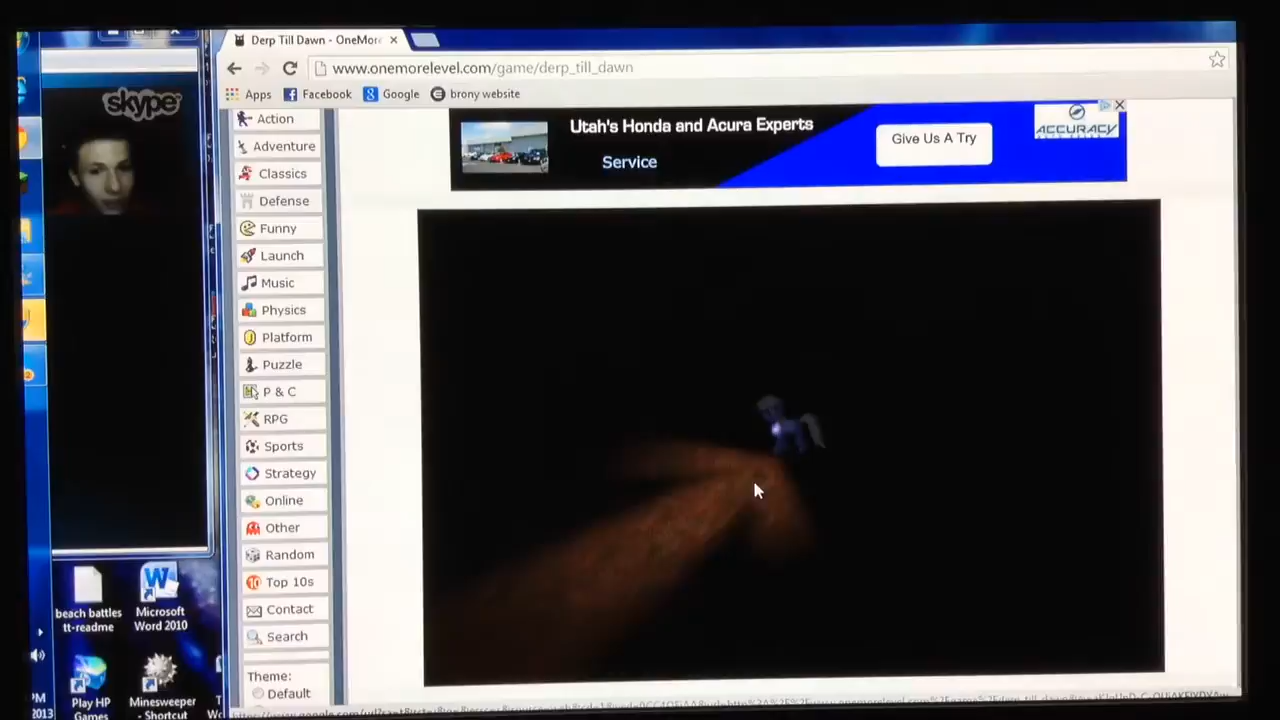 Derp Till Dawn - OneMore
www.onemorelevel.com/game/derp_till_dawn
Apps
Facebook
Google
brony website
skype
Action
Adventure
Classics
Defense
Funny
Launch
Music
Physics
Platform
Puzzle
P & C
RPG
Sports
Strategy
Online
Other
Random
10 Top 10s
Contact
Search
Theme:
Default
Utah's Honda and Acura Experts
Service
Give Us A Try
ACCURACY
beach battles
tt-readme
Microsoft
Word 2010
Play HP
Games
Minesweeper
- Shortcut
PM
2013